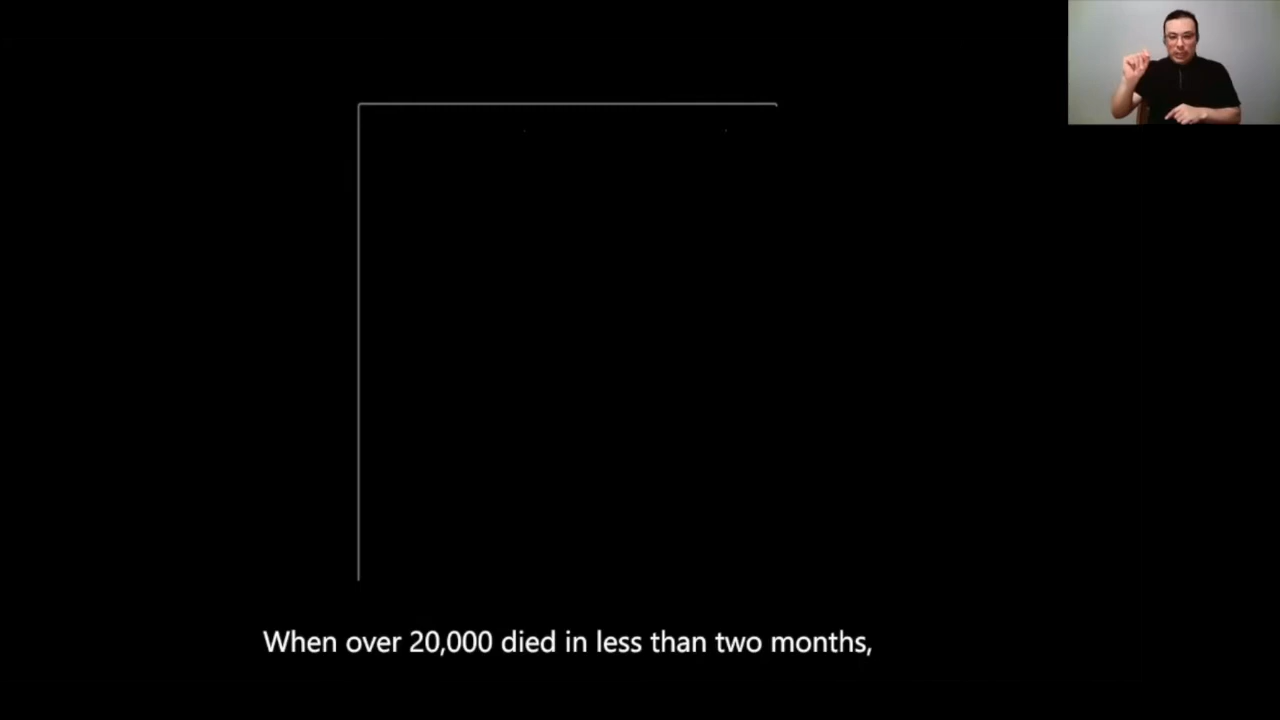 When over 20,000 died in less than two months,